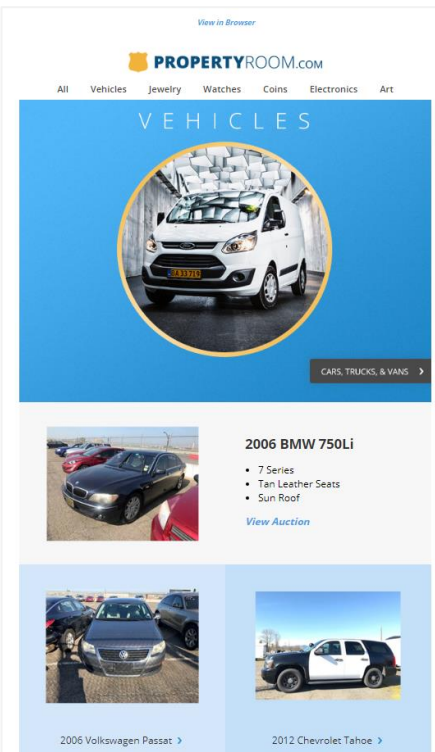 View in Browser
PROPERTYROOM.COM
All Vehicles Jewelry Watches Coins Electronics Art
VEHICLES
CARS, TRUCKS, & VANS >
2006 BMW 750Li
• 7 Series
• Tan Leather Seats
• Sun Roof
View Auction
2006 Volkswagen Passat >
2012 Chevrolet Tahoe >